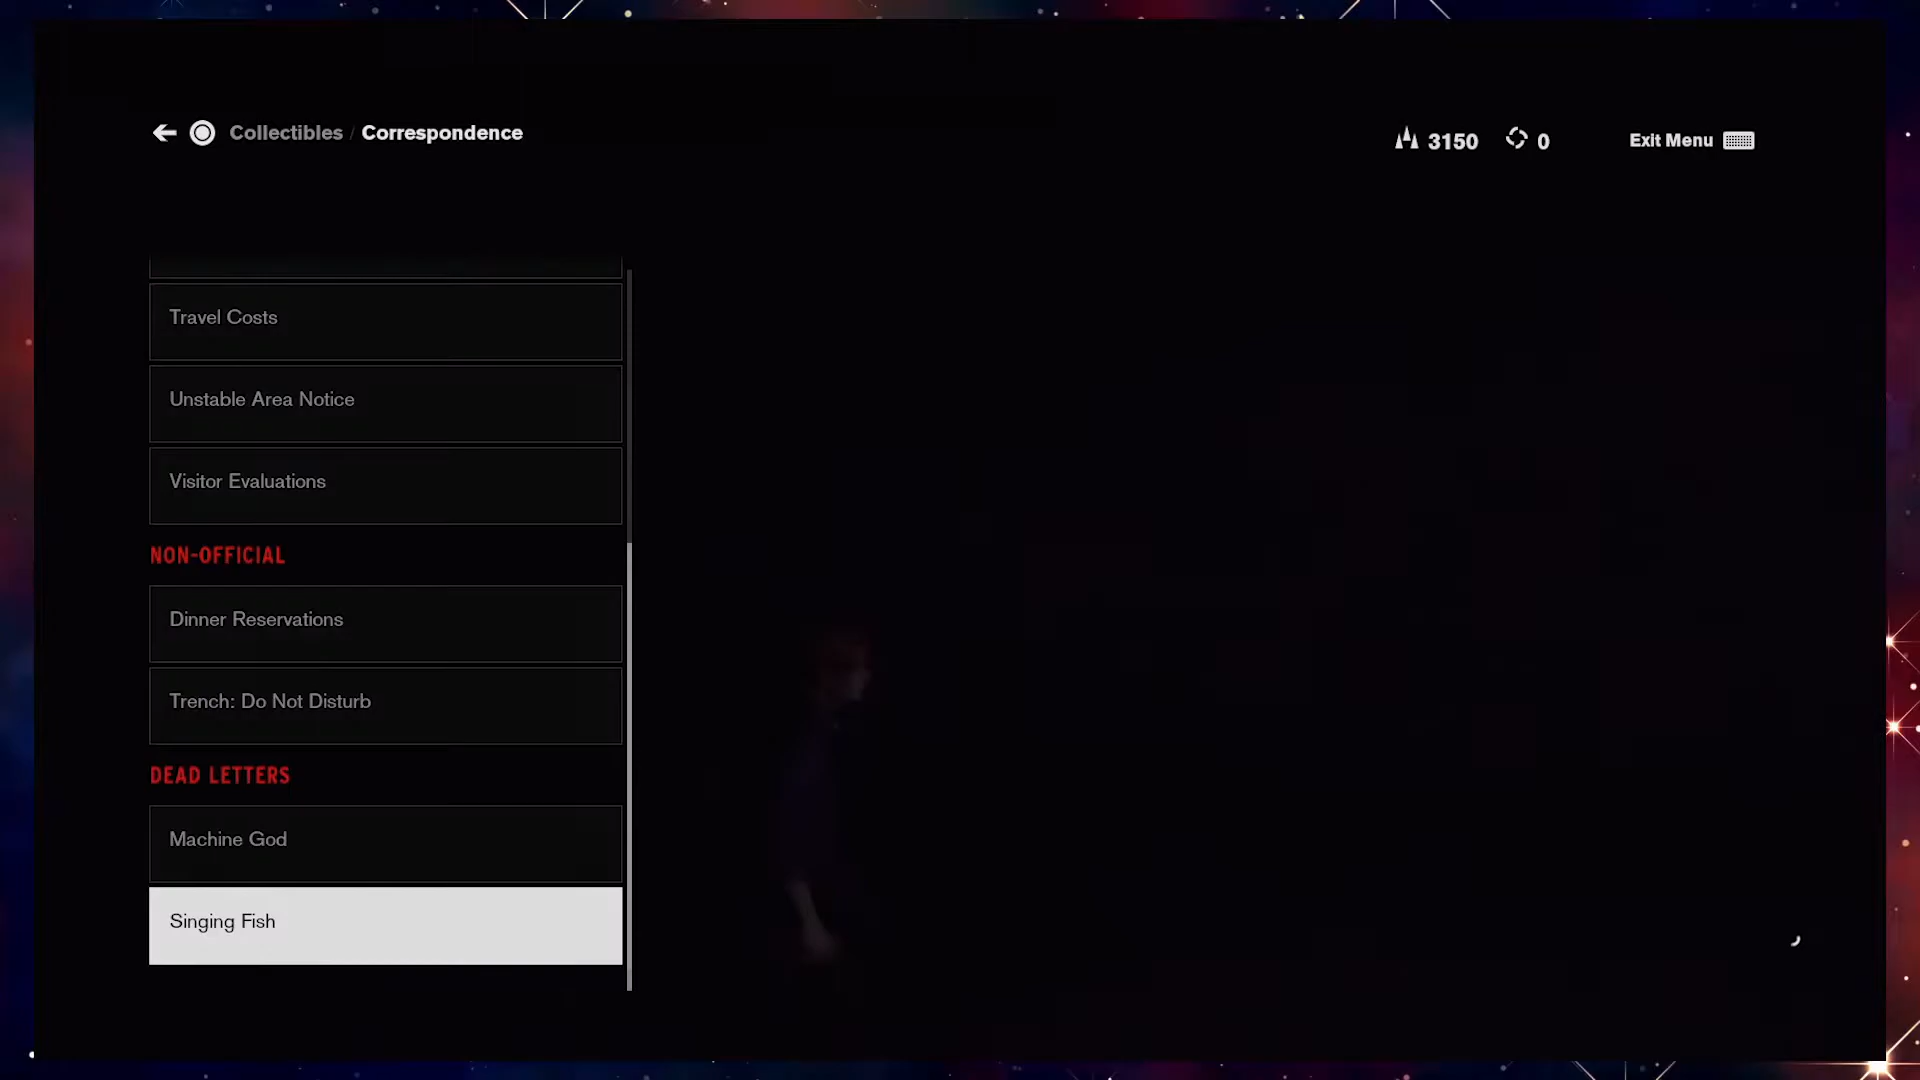 Collectibles / Correspondence
3150
0
Exit Menu
Travel Costs
Unstable Area Notice
Visitor Evaluations
NON-OFFICIAL
Dinner Reservations
Trench: Do Not Disturb
DEAD LETTERS
Machine God
Singing Fish